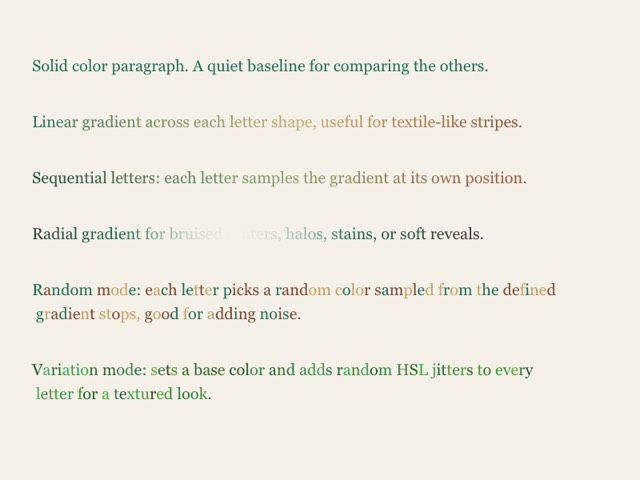 Solid color paragraph. A quiet baseline for comparing the others.
Linear gradient across each letter shape, useful for textile-like stripes.
Sequential letters: each letter samples the gradient at its own position.
Radial gradient for bruised centers, halos, stains, or soft reveals.
Random mode: each letter picks a random color sampled from the defined
gradient stops, good for adding noise.
Variation mode: sets a base color and adds random HSL jitters to every
letter for a textured look.